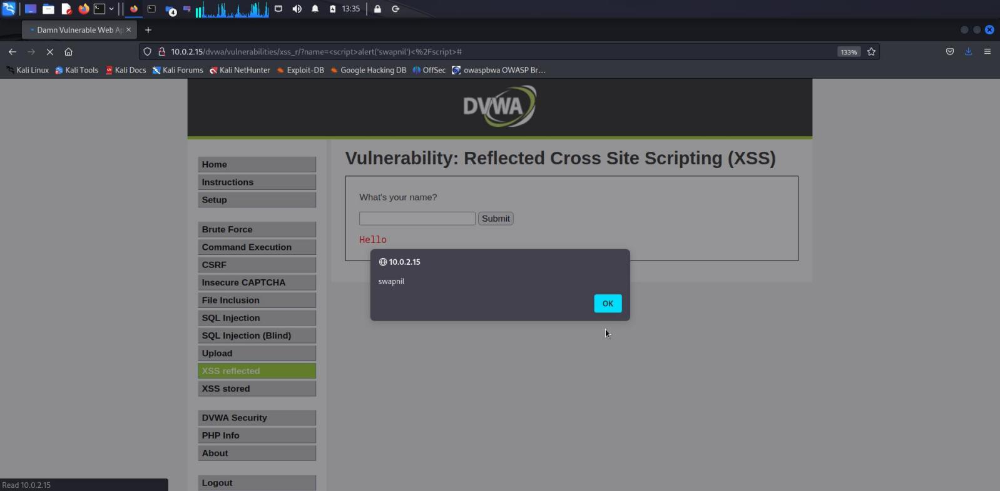 4
13:35
Damn Vulnerable Web Ap
10.0.2.15/dvwa/vulnerabilities/xss_r/?name=<script>alert('swapnil')<%2Fscript>#
133%
Kali Linux Kali Tools Kali Docs Kali Forums Kali NetHunter Exploit-DB Google Hacking DB OffSec owaspbwa OWASP Br…
DVWA
Vulnerability: Reflected Cross Site Scripting (XSS)
Home
Instructions
Setup
Brute Force
Command Execution
CSRF
Insecure CAPTCHA
File Inclusion
SQL Injection
SQL Injection (Blind)
Upload
XSS reflected
XSS stored
DVWA Security
PHP Info
About
Logout
What's your name?
Submit
Hello
10.0.2.15
swapnil
OK
Read 10.0.2.15